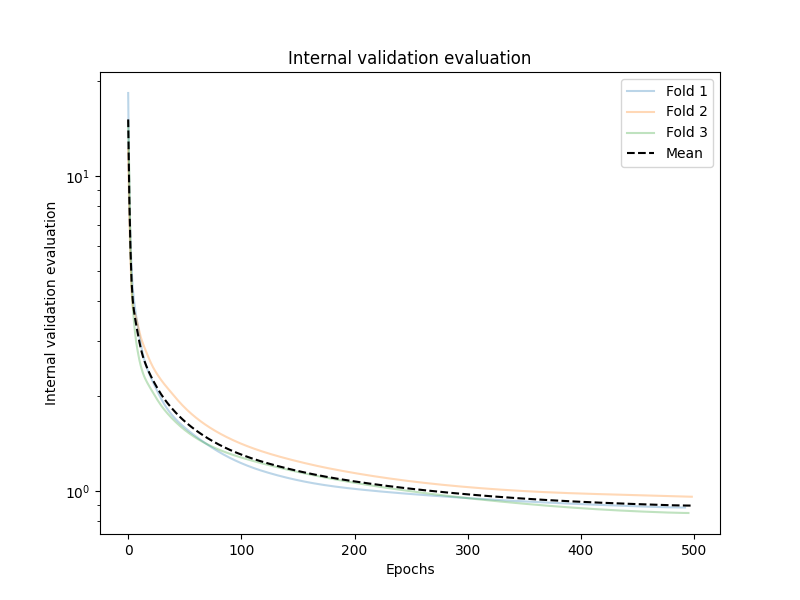 Internal validation evaluation
Fold 1
Fold 2
Fold 3
Mean
10¹
10⁰
Internal validation evaluation
0 100 200 300 400 500
Epochs